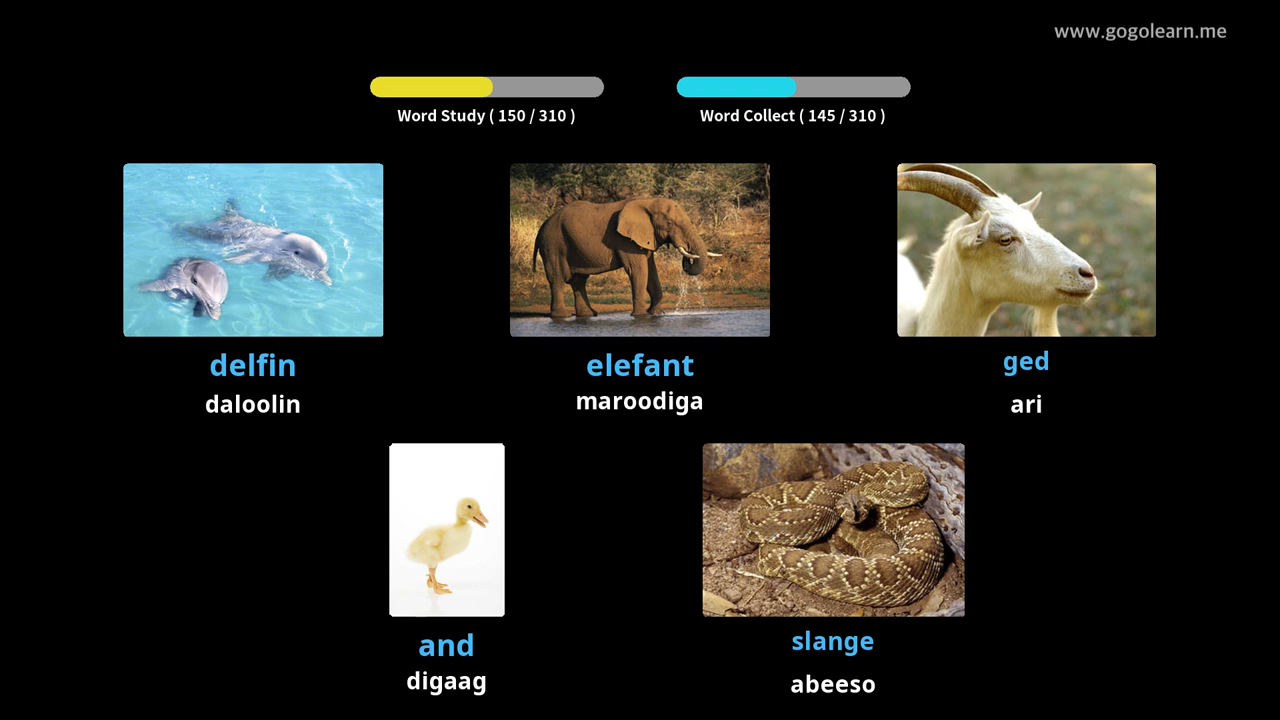 www.gogolearn.me
Word Study ( 150 / 310 )
Word Collect ( 145 / 310 )
delfin
daloolin
elefant
maroodiga
ged
ari
and
digaag
slange
abeeso